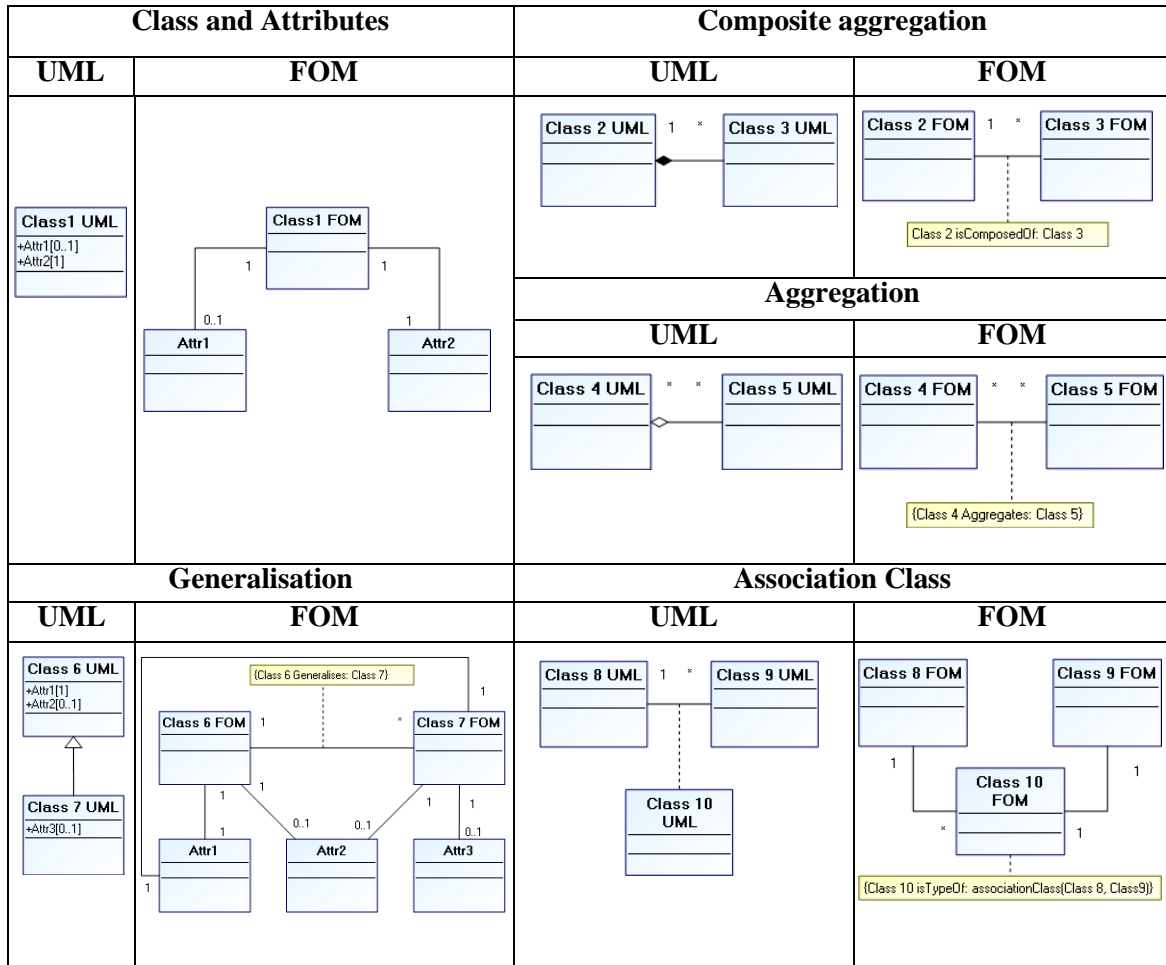 Class and Attributes
UML
FOM
Class1 UML
+Attr1[0..1]
+Attr2[1]
Class1 FOM
1
1
0..1
1
Attr1
Attr2
Composite aggregation
UML
FOM
Class 2 UML
1
*
Class 3 UML
Class 2 FOM
1
*
Class 3 FOM
Class 2 isComposedOf: Class 3
Aggregation
UML
FOM
Class 4 UML
*
*
Class 5 UML
Class 4 FOM
*
*
Class 5 FOM
{Class 4 Aggregates: Class 5}
Generalisation
UML
FOM
Class 6 UML
+Attr1[1]
+Attr2[0..1]
Class 7 UML
+Attr3[0..1]
{Class 6 Generalises: Class 7}
1
Class 6 FOM
1
*
Class 7 FOM
1
1
1
1
1
0..1
0..1
0..1
Attr1
Attr2
Attr3
1
Association Class
UML
FOM
Class 8 UML
1
*
Class 9 UML
Class 10
UML
Class 8 FOM
Class 9 FOM
1
1
Class 10
FOM
*
1
{Class 10 isTypeOf: associationClass(Class 8, Class9)}